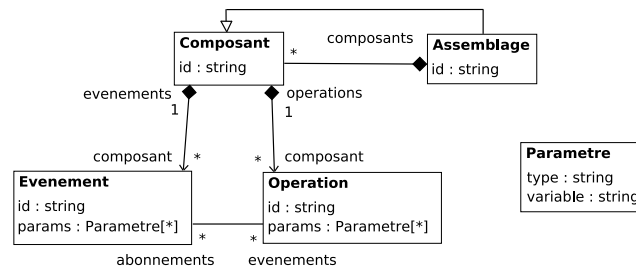 composants
Composant
*
Assemblage
id : string
id : string
evenements
operations
1
1
composant
*
*
composant
Evenement
Operation
Parametre
id : string
id : string
type : string
params : Parametre[*]
params : Parametre[*]
variable : string
*
*
abonnements
evenements